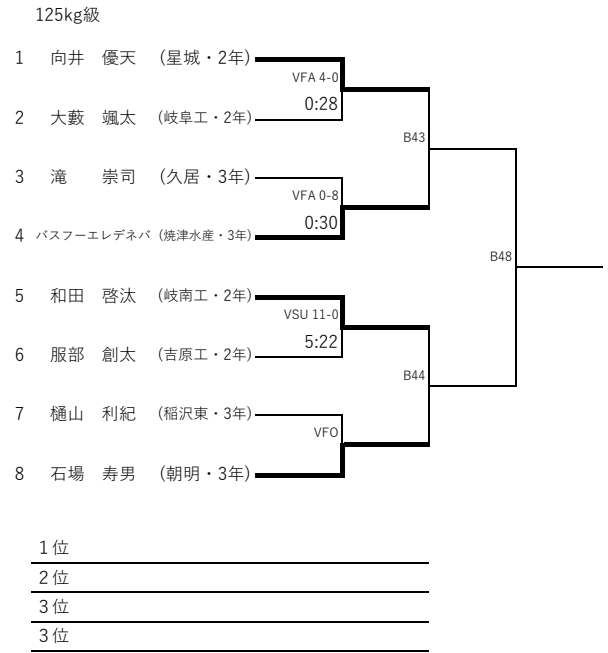 125kg級
1 向井 優天 (星城・2年)
VFA 4-0
0:28
2 大藪 颯太 (岐阜工・2年)
B43
3 滝 崇司 (久居・3年)
VFA 0-8
0:30
4 バスフーエレデネバ (焼津水産・3年)
B48
5 和田 啓汰 (岐南工・2年)
VSU 11-0
5:22
6 服部 創太 (吉原工・2年)
B44
7 樋山 利紀 (稲沢東・3年)
VFO
8 石場 寿男 (朝明・3年)
1位
2位
3位
3位